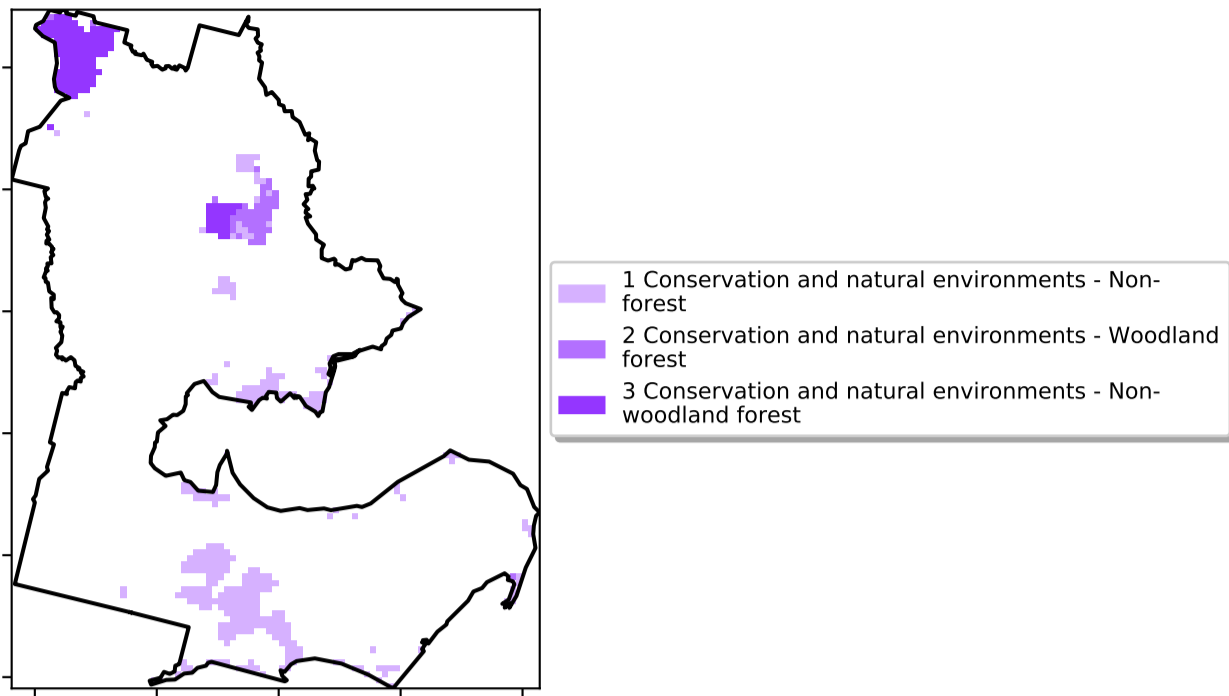 1 Conservation and natural environments - Non-
forest
2 Conservation and natural environments - Woodland
forest
3 Conservation and natural environments - Non-
woodland forest